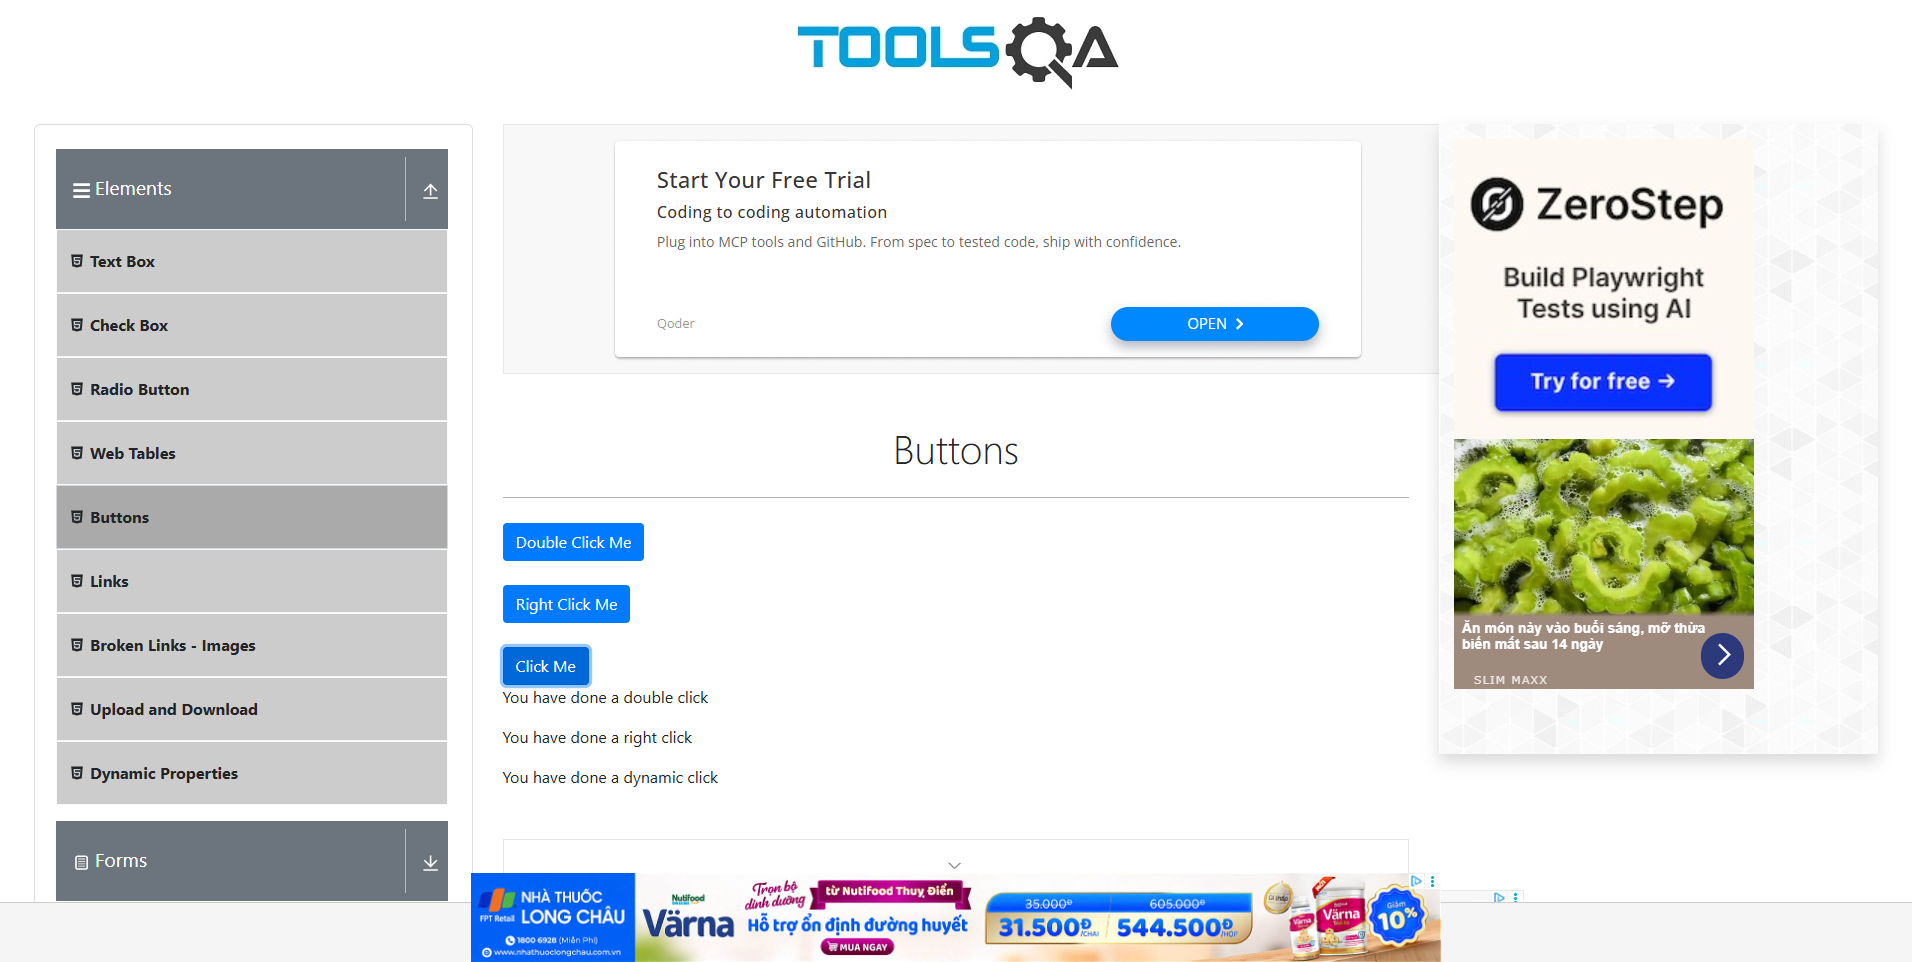 TOOLSQA
Elements
Text Box
Check Box
Radio Button
Web Tables
Buttons
Links
Broken Links - Images
Upload and Download
Dynamic Properties
Forms
Start Your Free Trial
Coding to coding automation
Plug into MCP tools and GitHub. From spec to tested code, ship with confidence.
Qoder
OPEN
Buttons
Double Click Me
Right Click Me
Click Me
You have done a double click
You have done a right click
You have done a dynamic click
ZeroStep
Build Playwright
Tests using AI
Try for free →
Ăn món này vào buổi sáng, mỡ thừa
biến mất sau 14 ngày
SLIM MAXX
NHÀ THUỐC
FPT Retail
LONG CHÂU
1800 6928 (Miễn Phí)
www.nhathuoclongchau.com.vn
Nutifood
Värna
Trọn bộ
dinh dưỡng
từ Nutifood Thuỵ Điển
Hỗ trợ ổn định đường huyết
MUA NGAY
35.000Đ
31.500Đ/CHAI
605.000Đ
544.500Đ/HỘP
MỚI
Värna
Värna
Giảm
10%